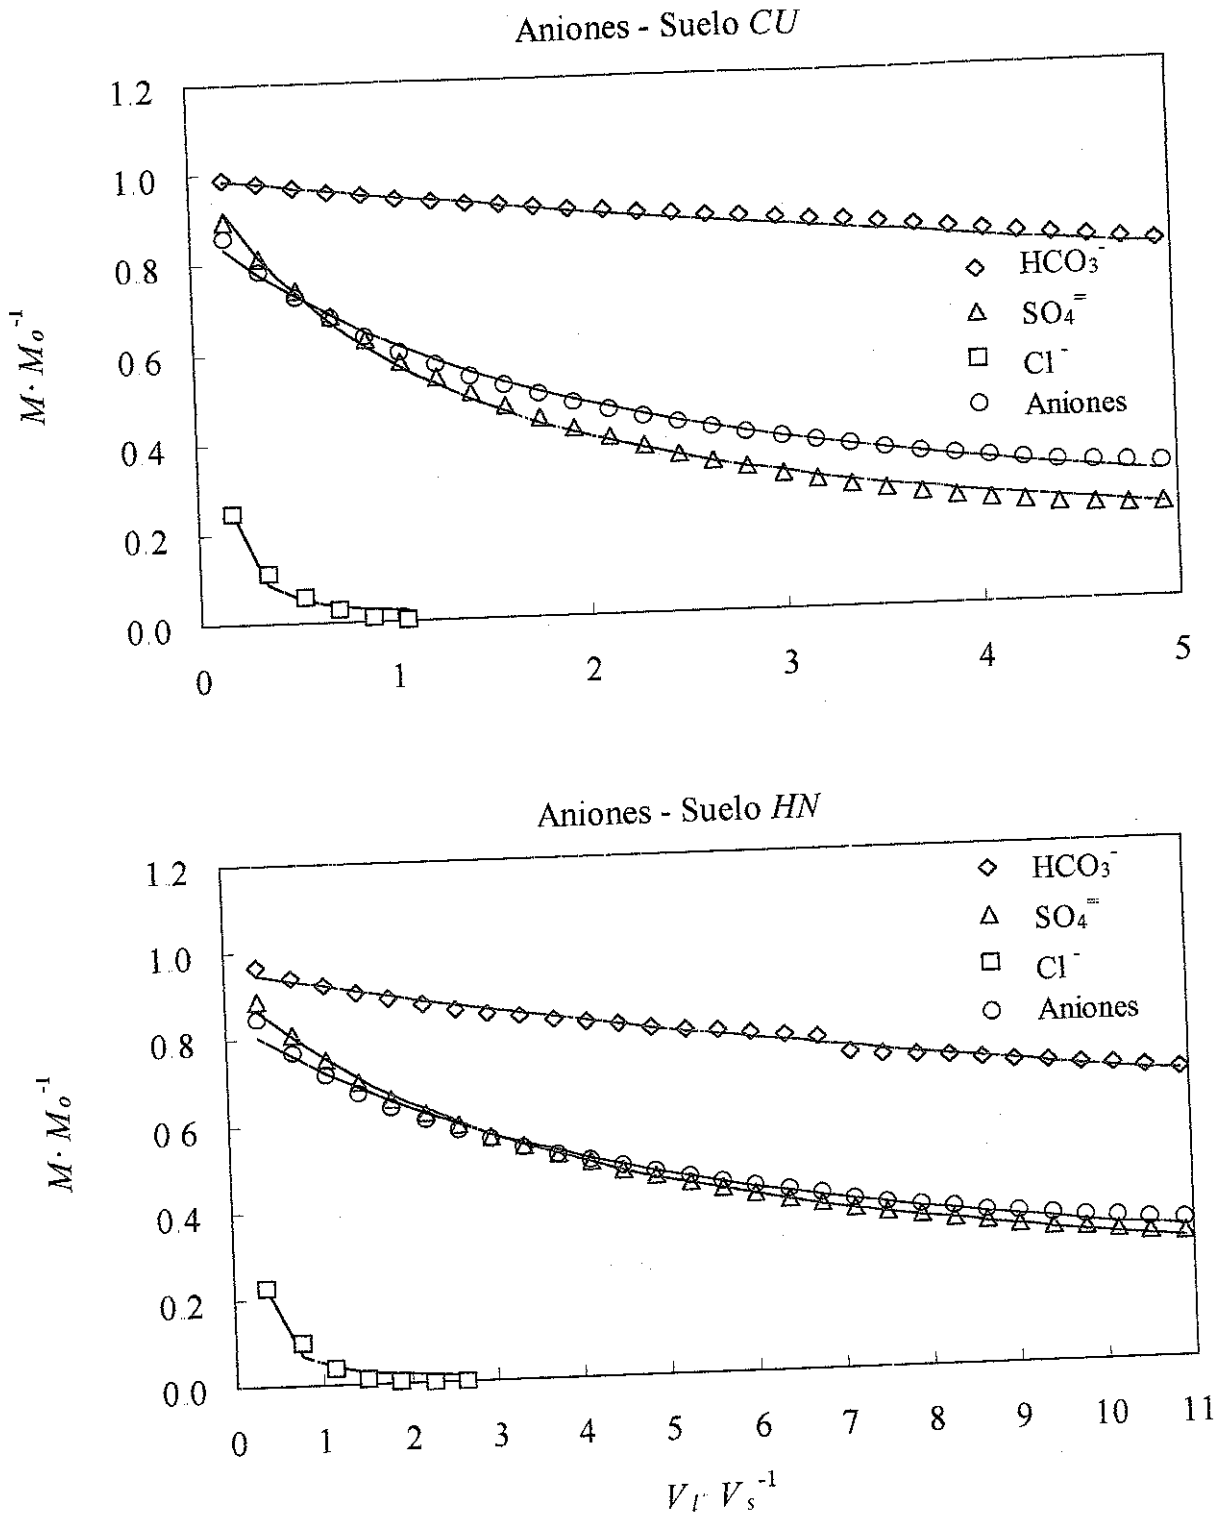 Aniones - Suelo CU
1.2
1.0
0.8
0.6
0.4
0.2
0.0
M· Mo⁻¹
HCO₃⁻
SO₄⁼
Cl⁻
Aniones
0 1 2 3 4 5
Aniones - Suelo HN
1.2
1.0
0.8
0 6
0.4
0.2
0.0
M· Mo⁻¹
HCO₃⁻
SO₄⁼
Cl⁻
Aniones
0 1 2 3 4 5 6 7 8 9 10 11
V_l· V_s⁻¹